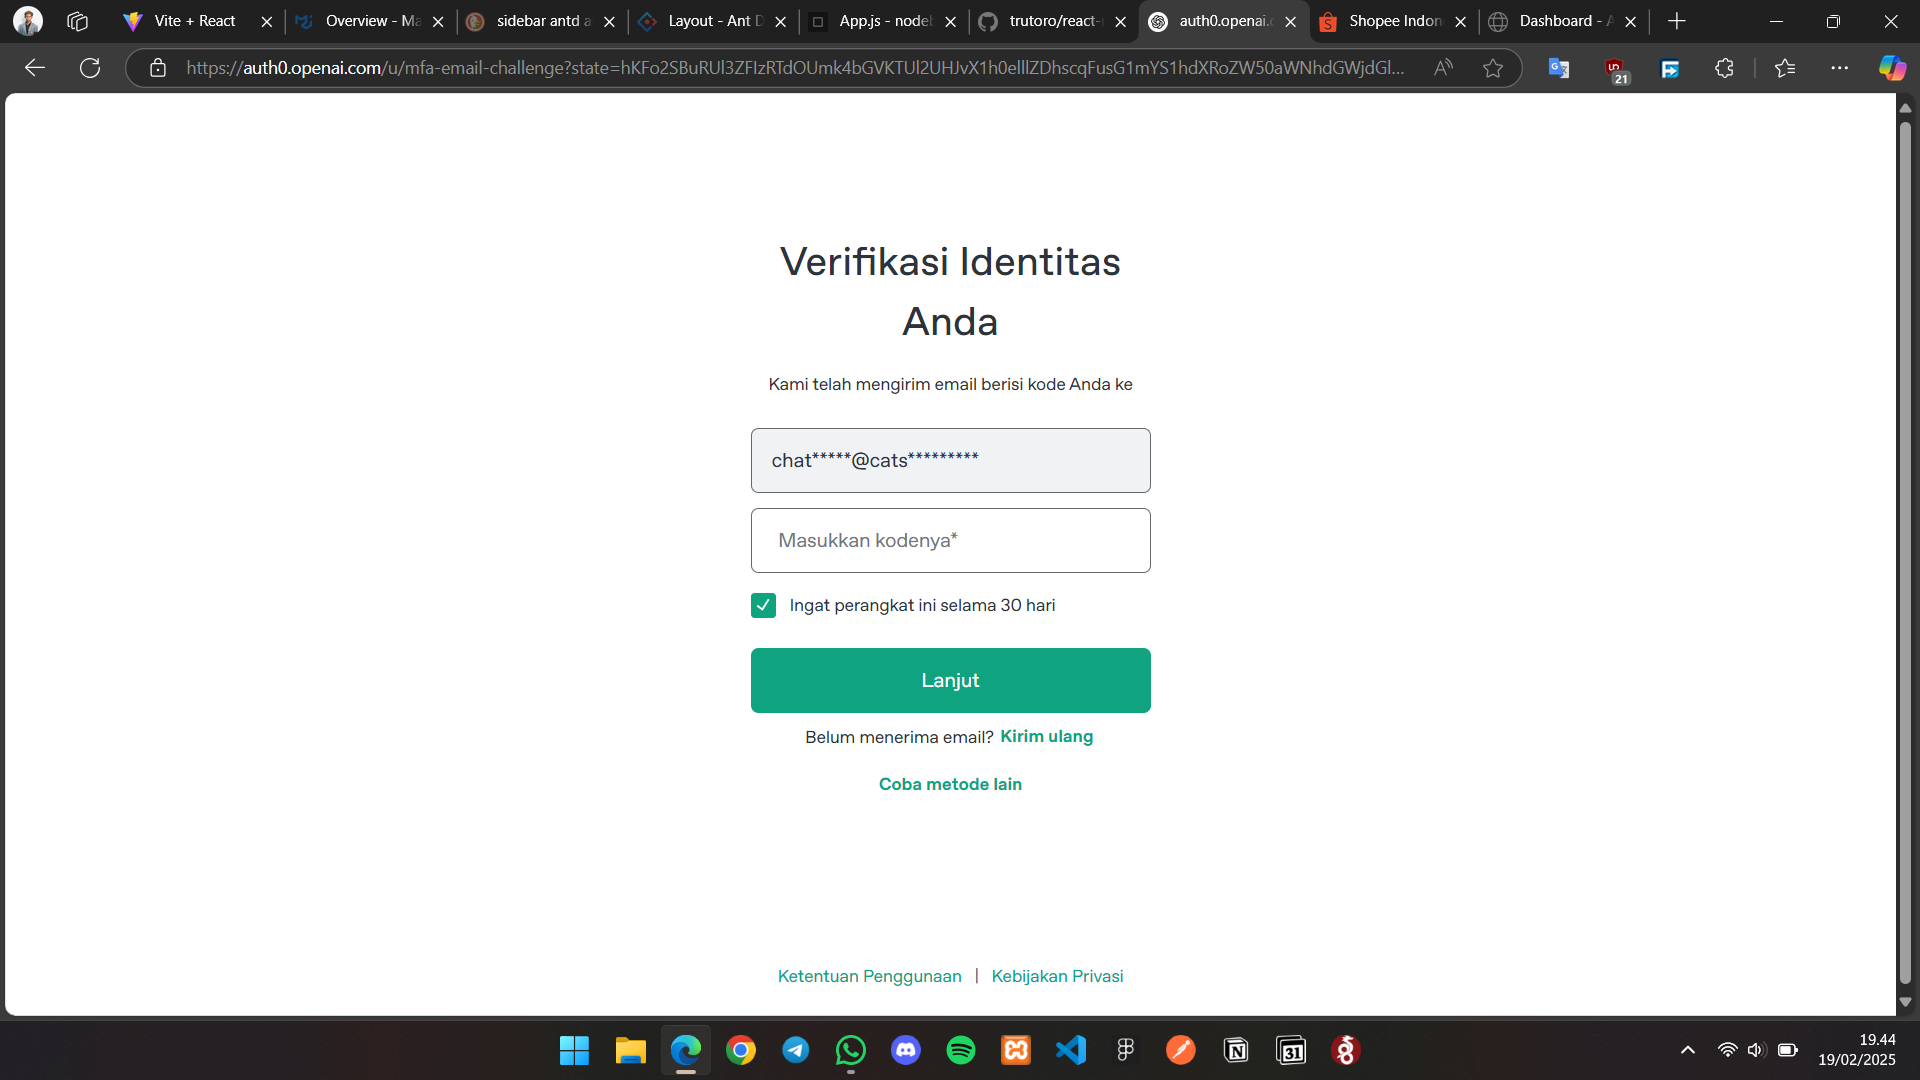 Vite + React
Overview - Ma
sidebar antd a
Layout - Ant D
App.js - nodeb
trutoro/react-
auth0.openai.c
Shopee Indon
Dashboard - A
https://auth0.openai.com/u/mfa-email-challenge?state=
21
Verifikasi Identitas
Anda
Kami telah mengirim email berisi kode Anda ke
chat*****@cats*********
Masukkan kodenya*
Ingat perangkat ini selama 30 hari
Lanjut
Belum menerima email? Kirim ulang
Coba metode lain
Ketentuan Penggunaan | Kebijakan Privasi
31
19.44
19/02/2025